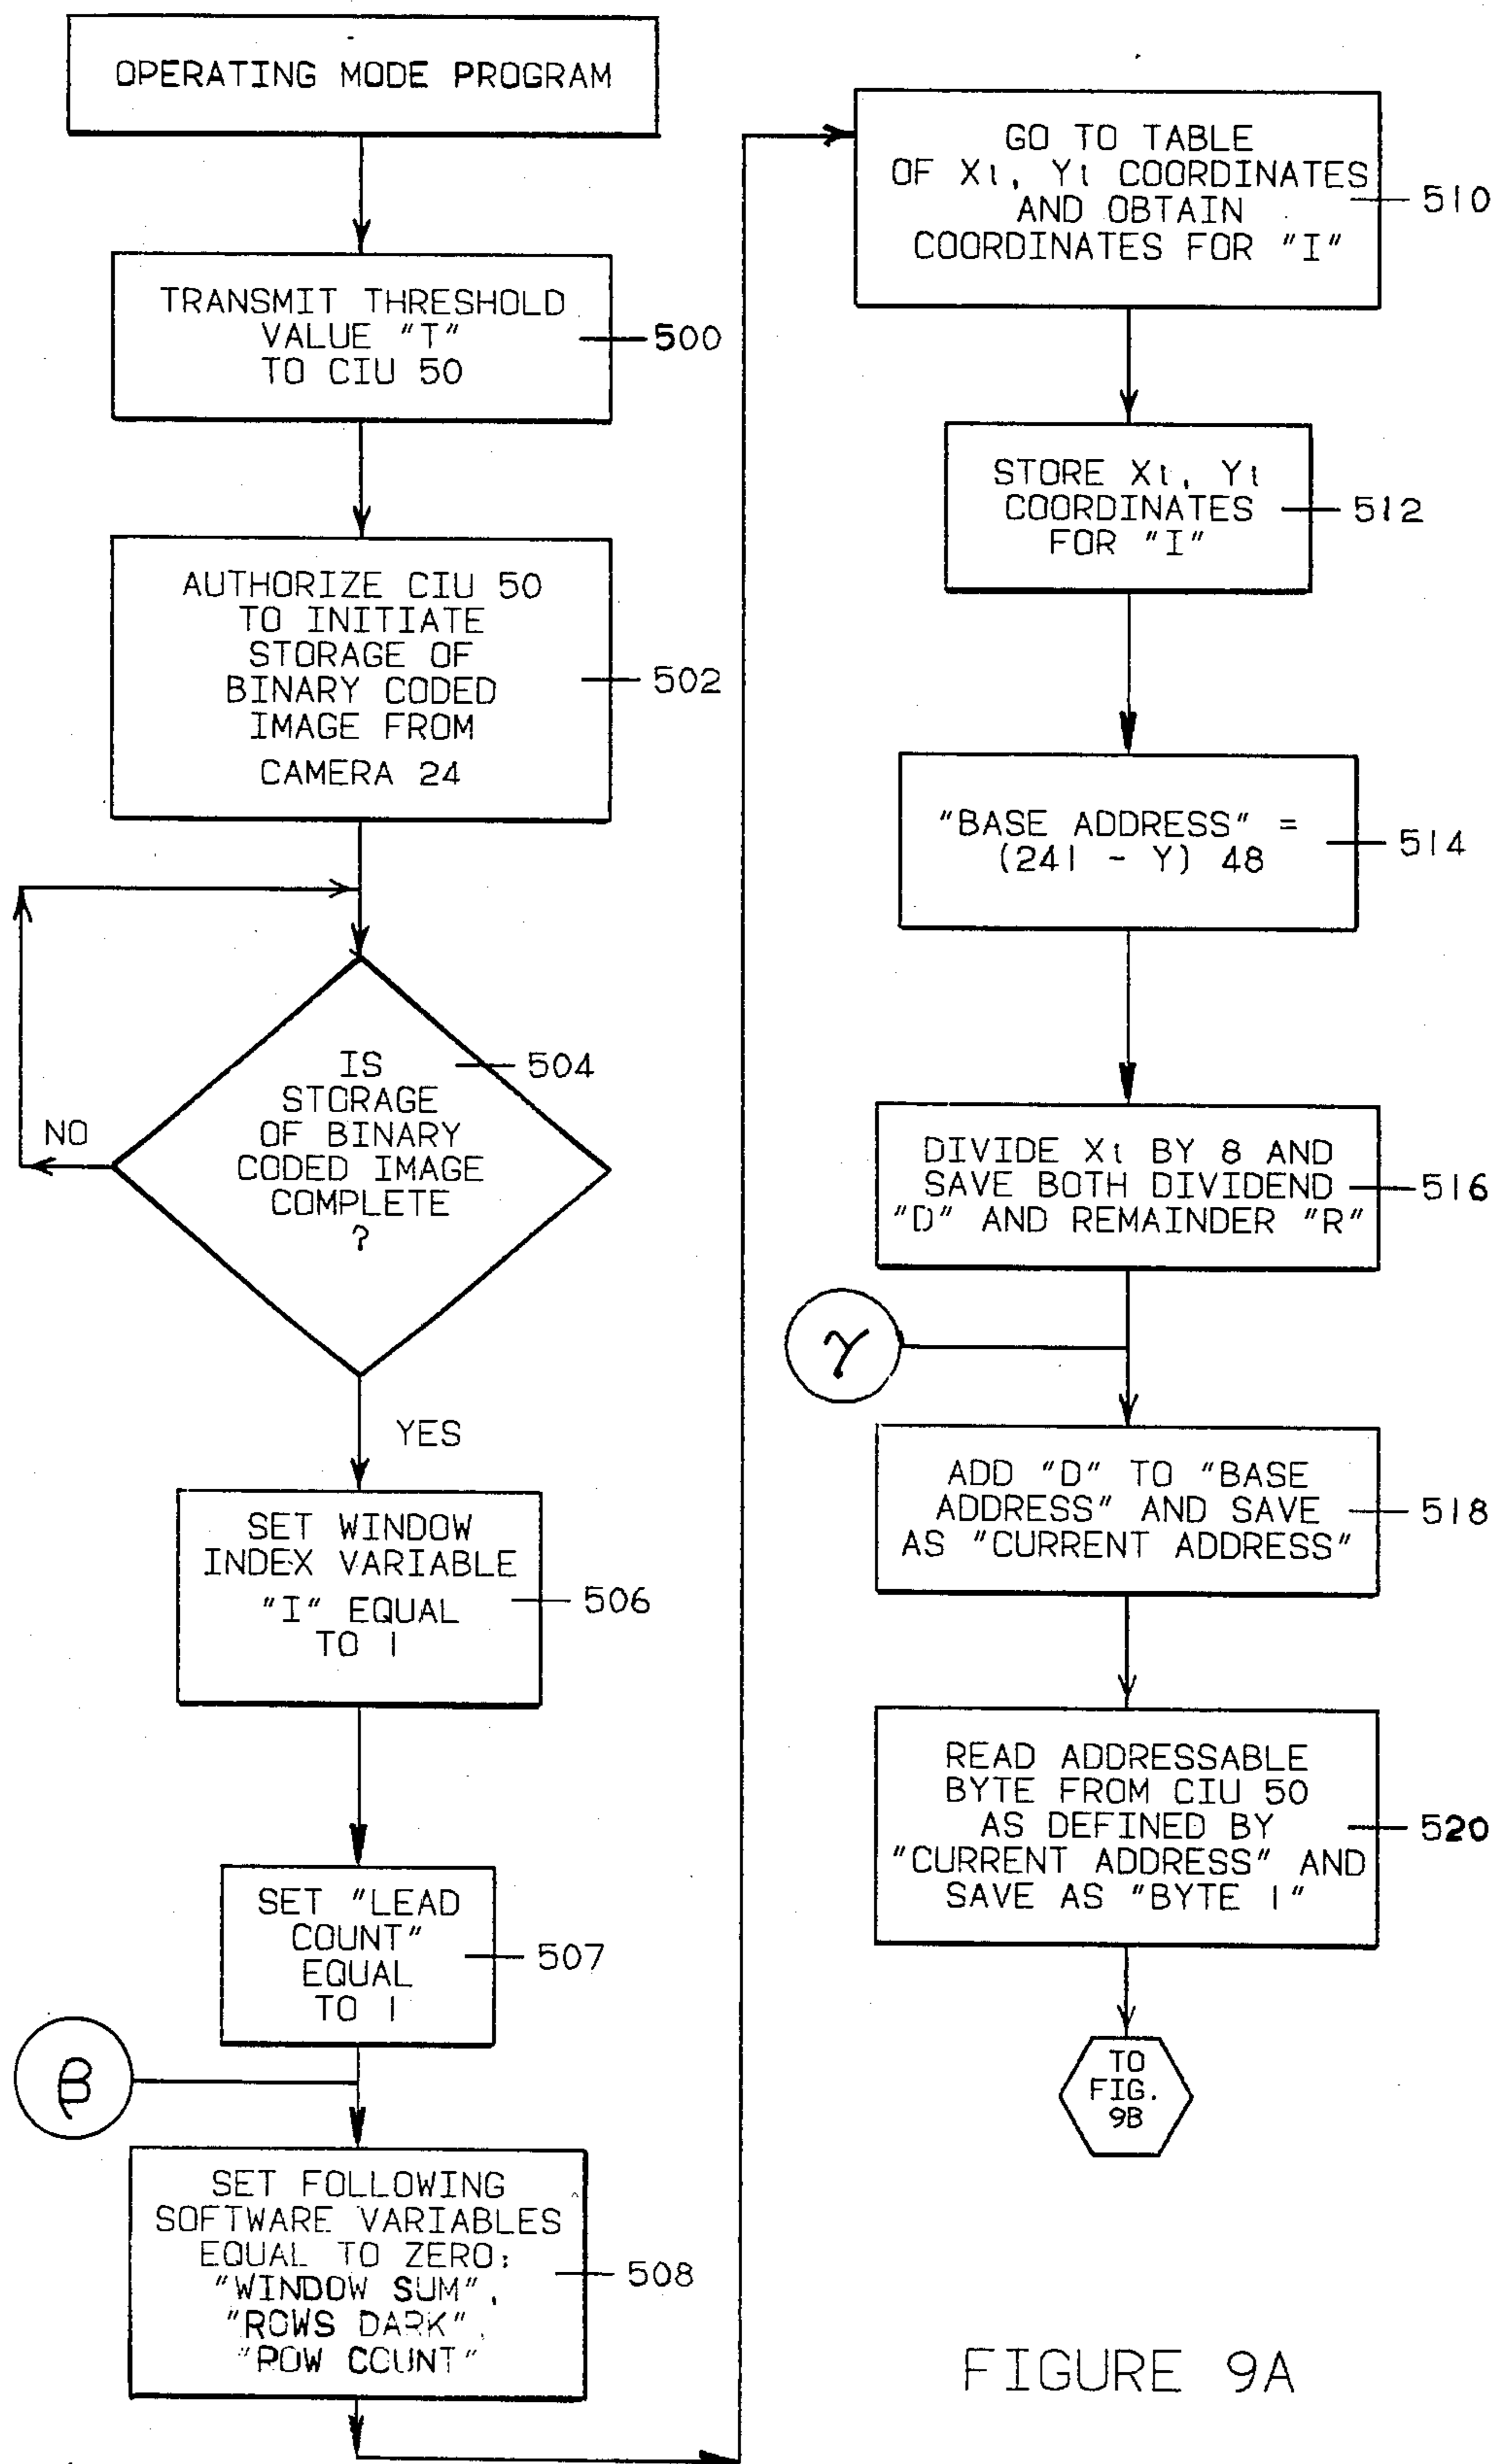 OPERATING MODE PROGRAM
TRANSMIT THRESHOLD
VALUE "T"
TO CIU 50
500
AUTHORIZE CIU 50
TO INITIATE
STORAGE OF
BINARY CODED
IMAGE FROM
CAMERA 24
502
IS
STORAGE
OF BINARY
CODED IMAGE
COMPLETE
?
504
NO
YES
SET WINDOW
INDEX VARIABLE
"I" EQUAL
TO 1
506
SET "LEAD
COUNT"
EQUAL
TO 1
507
β
SET FOLLOWING
SOFTWARE VARIABLES
EQUAL TO ZERO:
"WINDOW SUM",
"ROWS DARK",
"ROW COUNT"
508
GO TO TABLE
OF Xi, Yi COORDINATES
AND OBTAIN
COORDINATES FOR "I"
510
STORE Xi, Yi
COORDINATES
FOR "I"
512
"BASE ADDRESS" =
(241 - Y) 48
514
DIVIDE Xi BY 8 AND
SAVE BOTH DIVIDEND
"D" AND REMAINDER "R"
516
γ
ADD "D" TO "BASE
ADDRESS" AND SAVE
AS "CURRENT ADDRESS"
518
READ ADDRESSABLE
BYTE FROM CIU 50
AS DEFINED BY
"CURRENT ADDRESS" AND
SAVE AS "BYTE 1"
520
TO
FIG.
9B
FIGURE 9A